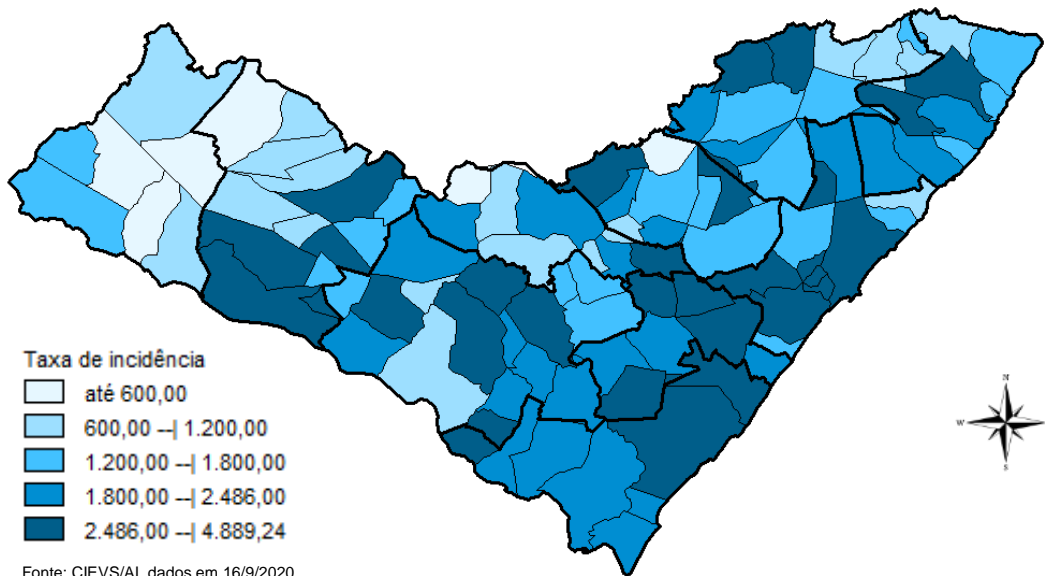 Taxa de incidência
até 600,00
600,00 --| 1.200,00
1.200,00 --| 1.800,00
1.800,00 --| 2.486,00
2.486,00 --| 4.889,24
Fonte: CIEVS/AL dados em 16/9/2020
N
W
E
S